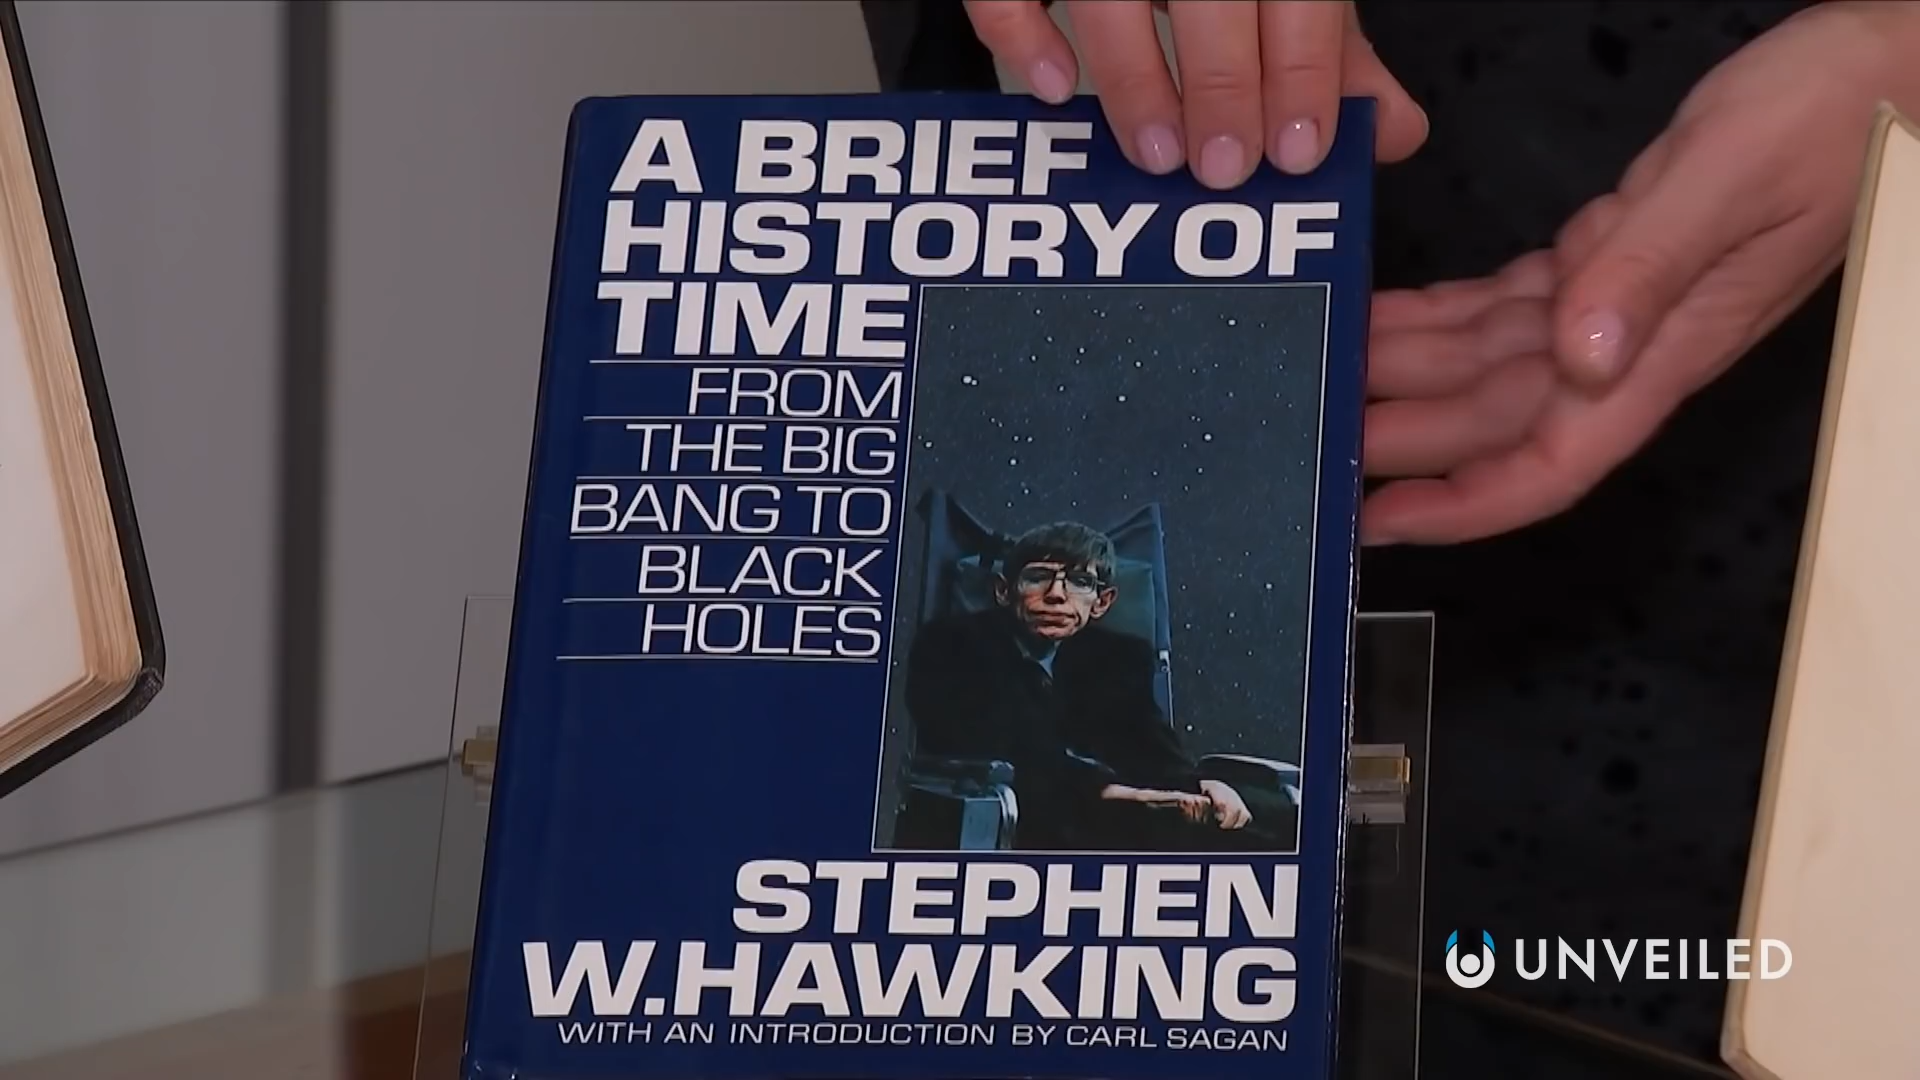 A BRIEF
HISTORY OF
TIME
FROM
THE BIG
BANG TO
BLACK
HOLES
STEPHEN
W.HAWKING
WITH AN INTRODUCTION BY CARL SAGAN
UNVEILED